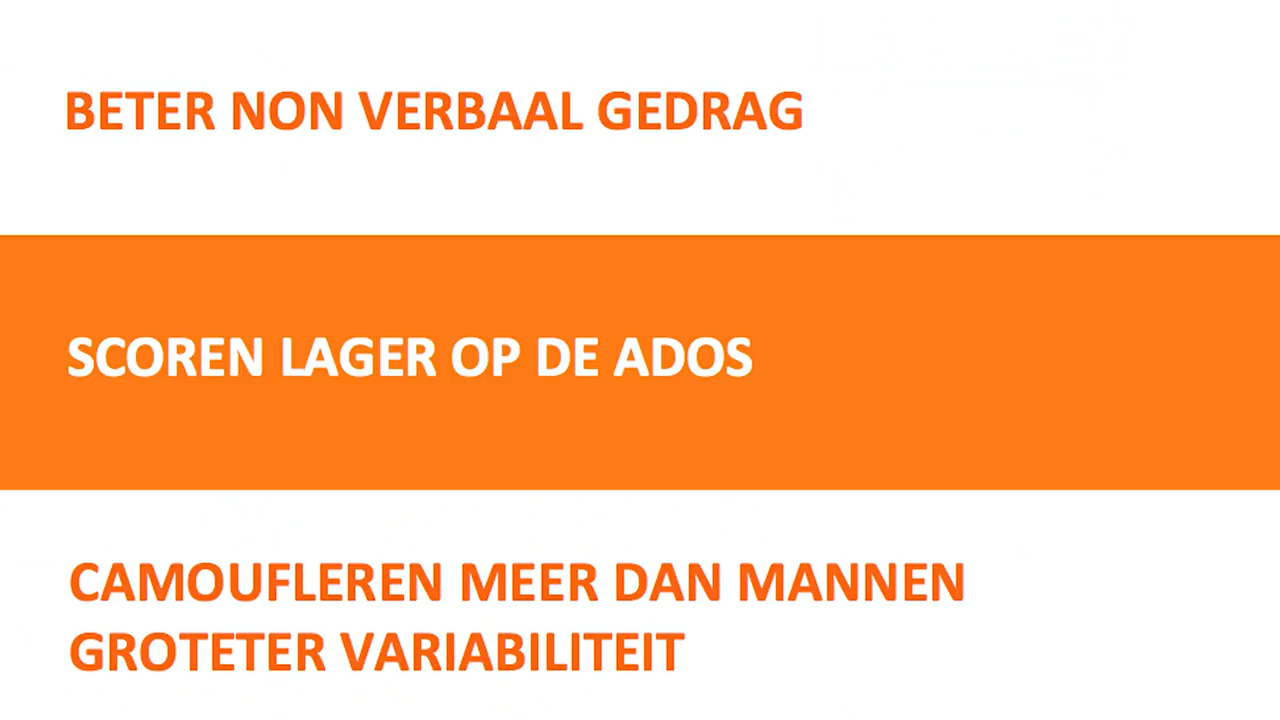 BETER NON VERBAAL GEDRAG
SCOREN LAGER OP DE ADOS
CAMOUFLEREN MEER DAN MANNEN
GROTETER VARIABILITEIT